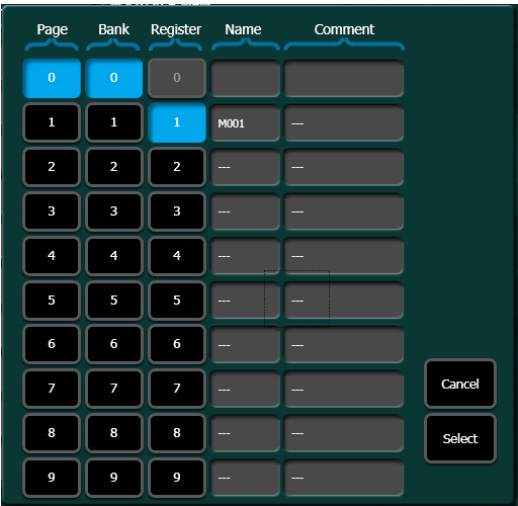 Page Bank Register Name Comment
0 0 0
1 1 1 M001 ---
2 2 2 --- ---
3 3 3 --- ---
4 4 4 --- ---
5 5 5 --- ---
6 6 6 --- ---
7 7 7 --- --- Cancel
8 8 8 --- --- Select
9 9 9 --- ---